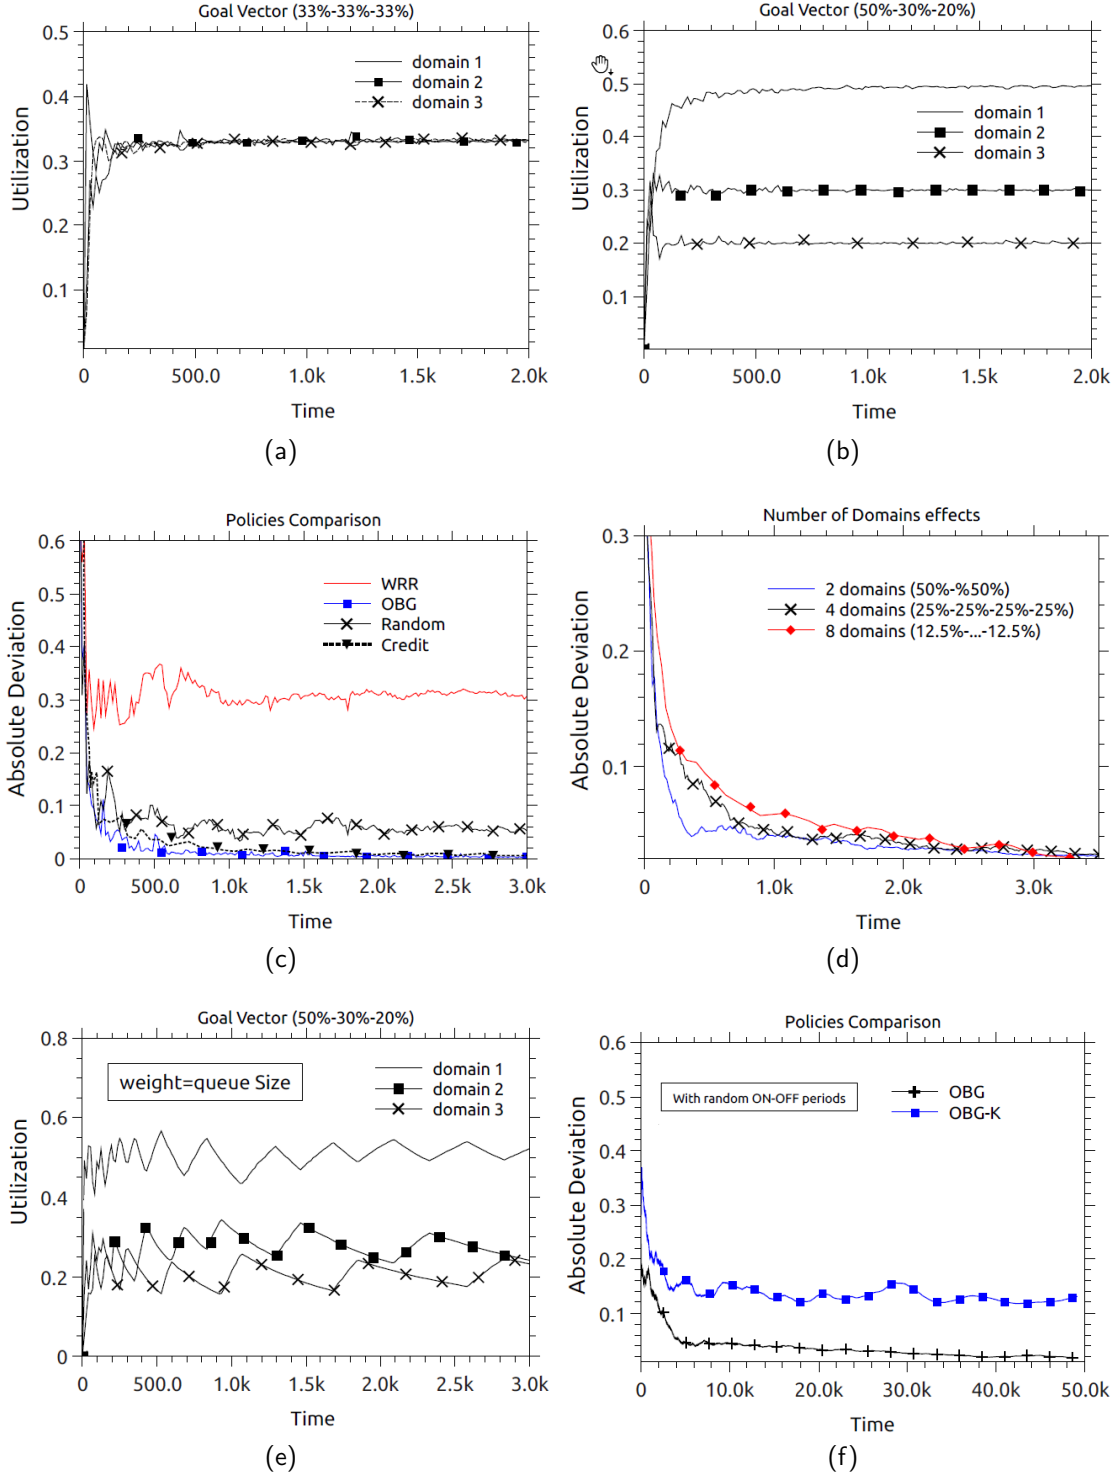 Goal Vector (33%-33%-33%)
0.5
0.4
0.3
0.2
0.1
Utilization
domain 1
domain 2
domain 3
0
500.0
1.0k
1.5k
2.0k
Time
(a)
Goal Vector (50%-30%-20%)
0.6
0.5
0.4
0.3
0.2
0.1
Utilization
domain 1
domain 2
domain 3
0
500.0
1.0k
1.5k
2.0k
Time
(b)
Policies Comparison
0.6
0.5
0.4
0.3
0.2
0.1
0
Absolute Deviation
WRR
OBG
Random
Credit
0
500.0
1.0k
1.5k
2.0k
2.5k
3.0k
Time
(c)
Number of Domains effects
0.3
0.2
0.1
Absolute Deviation
2 domains (50%-%50%)
4 domains (25%-25%-25%-25%)
8 domains (12.5%-...-12.5%)
0
1.0k
2.0k
3.0k
Time
(d)
Goal Vector (50%-30%-20%)
0.8
0.6
0.4
0.2
0
Utilization
weight=queue Size
domain 1
domain 2
domain 3
0
500.0
1.0k
1.5k
2.0k
2.5k
3.0k
Time
(e)
Policies Comparison
0.6
0.5
0.4
0.3
0.2
0.1
Absolute Deviation
With random ON-OFF periods
OBG
OBG-K
0
10.0k
20.0k
30.0k
40.0k
50.0k
Time
(f)